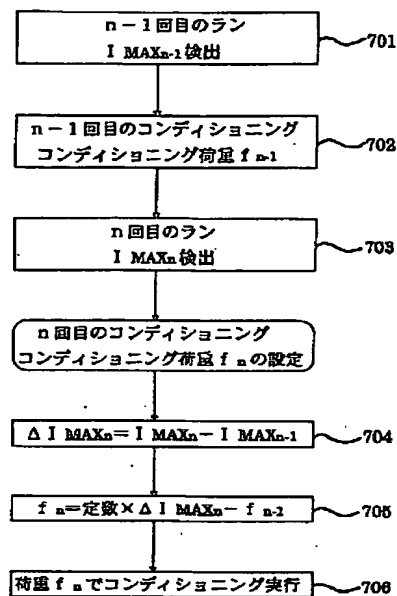 n－1回目のラン
I MAXn-1検出
701
n－1回目のコンディショニング
コンディショニング荷重 f n-1
702
n回目のラン
I MAXn検出
703
n回目のコンディショニング
コンディショニング荷重 f nの設定
Δ I MAXn＝I MAXn－I MAXn-1
704
f n＝定数×Δ I MAXn－f n-2
705
荷重 f nでコンディショニング実行
706